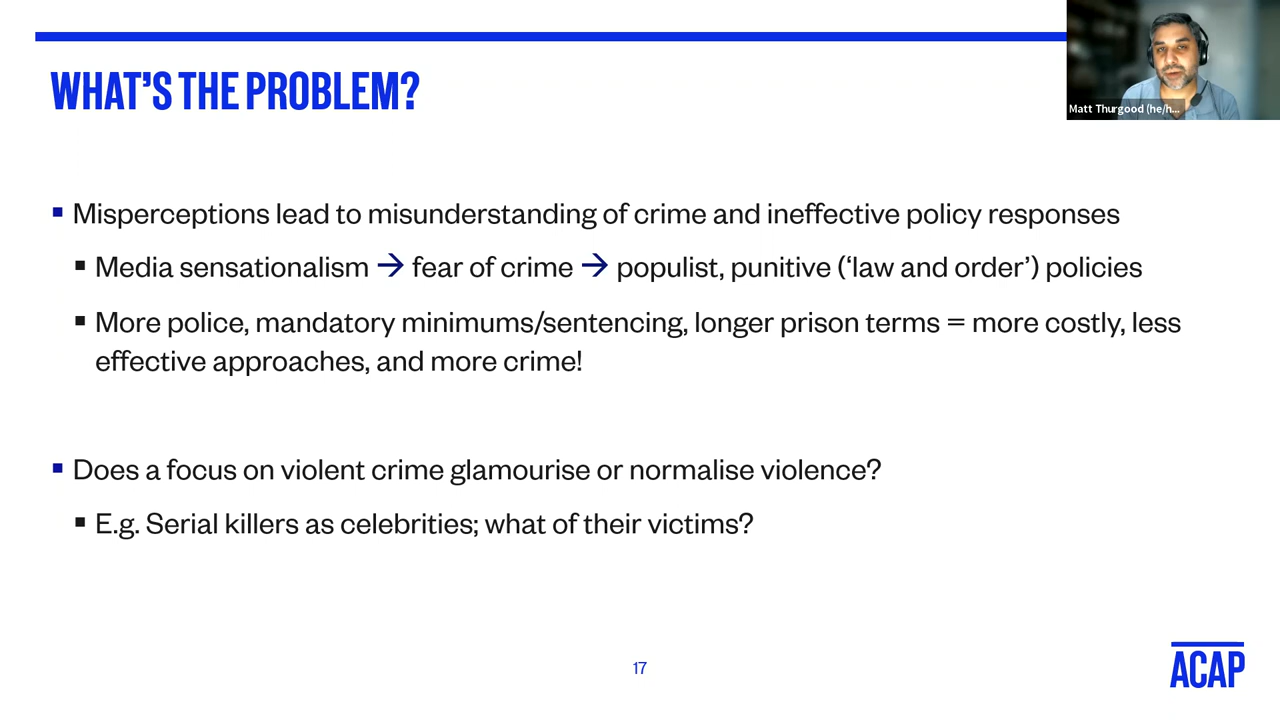 WHAT'S THE PROBLEM?
Matt Thurgood (he/h...
▪ Misperceptions lead to misunderstanding of crime and ineffective policy responses
▪ Media sensationalism → fear of crime → populist, punitive (‘law and order’) policies
▪ More police, mandatory minimums/sentencing, longer prison terms = more costly, less
effective approaches, and more crime!
▪ Does a focus on violent crime glamourise or normalise violence?
▪ E.g. Serial killers as celebrities; what of their victims?
17
ACAP